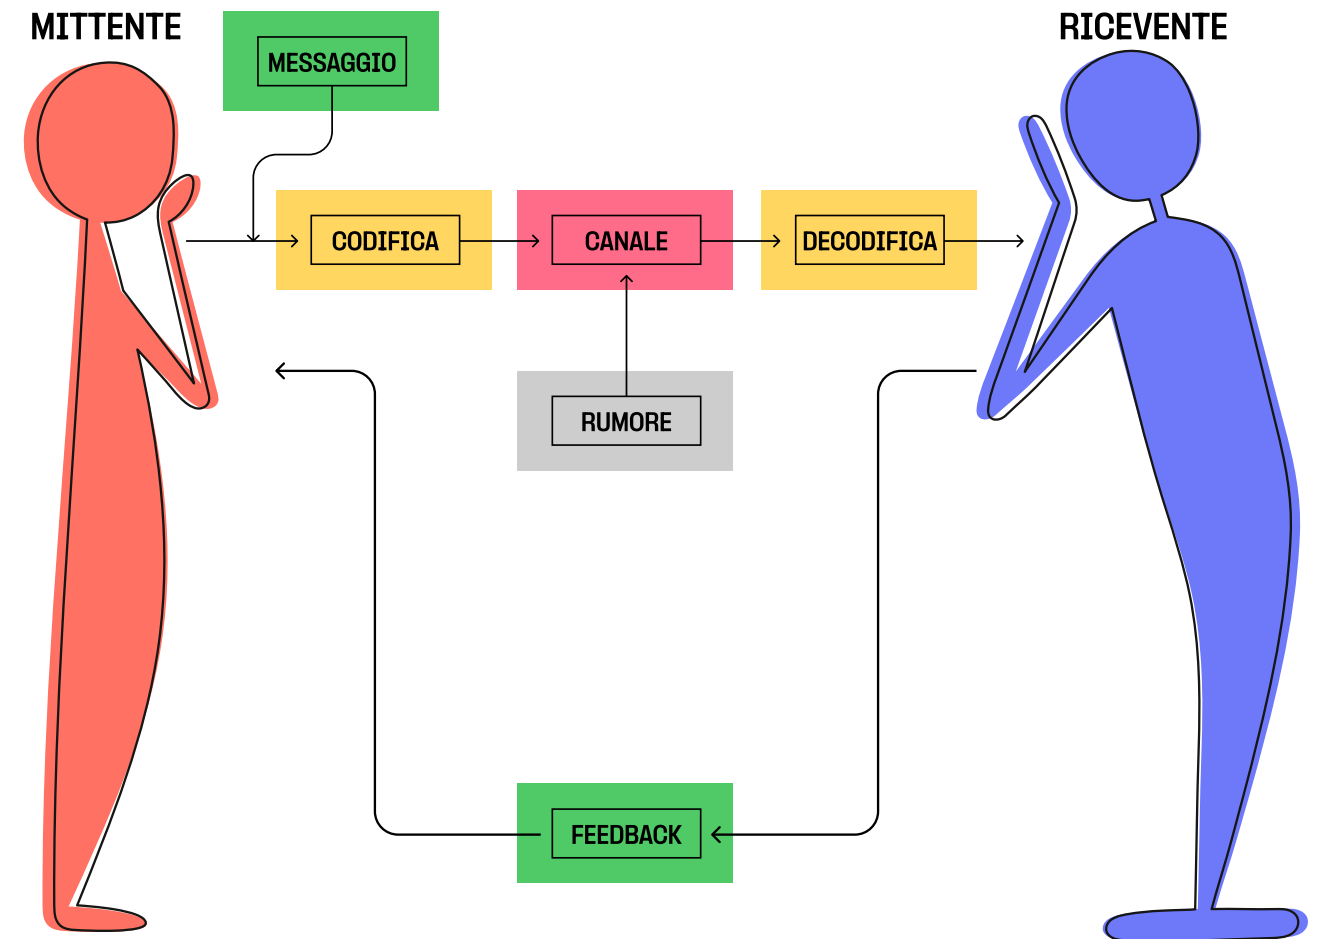 MITTENTE
RICEVENTE
MESSAGGIO
CODIFICA
CANALE
DECODIFICA
RUMORE
FEEDBACK